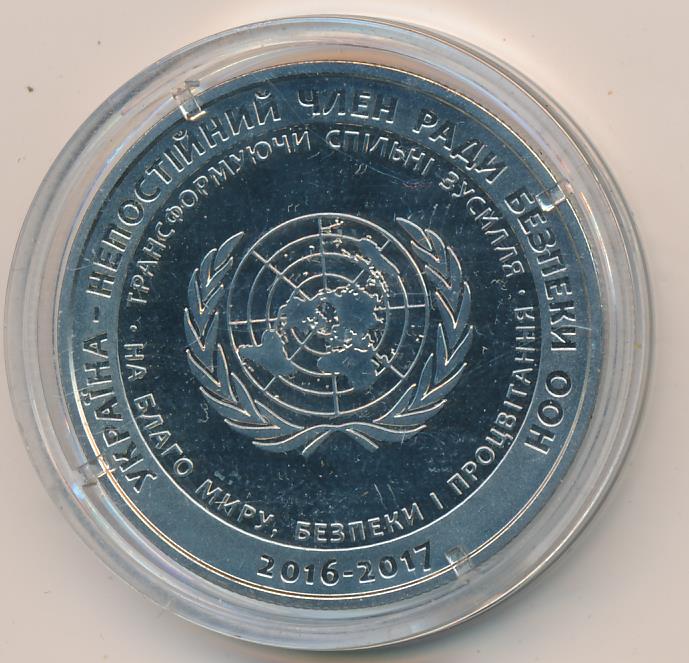 УКРАЇНА - НЕПОСТІЙНИЙ ЧЛЕН РАДИ БЕЗПЕКИ ООН
· ТРАНСФОРМУЮЧИ СПІЛЬНІ ЗУСИЛЛЯ ·
НА БЛАГО МИРУ, БЕЗПЕКИ І ПРОЦВІТАННЯ
2016-2017